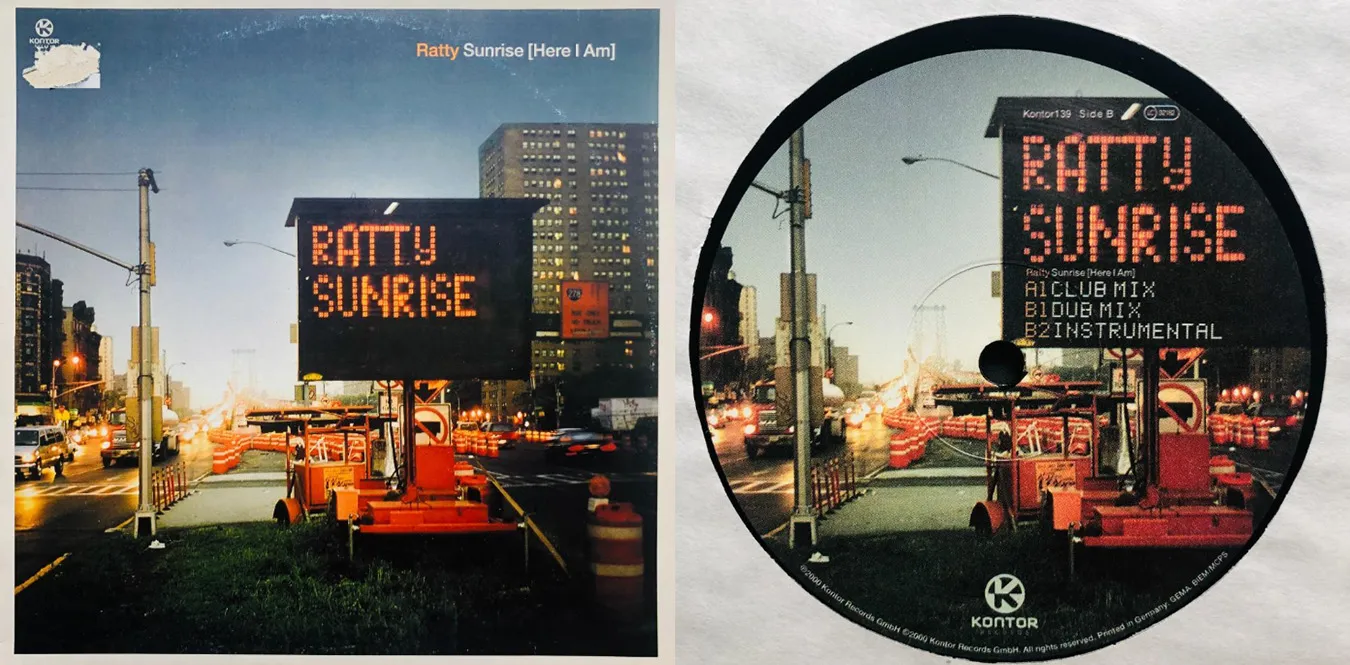 KONTOR
Ratty Sunrise [Here I Am]
RATTY
SUNRISE
278
Kontor139 Side B
LC
RATTY
SUNRISE
Ratty Sunrise [Here I Am]
A1 CLUB MIX
B1 DUB MIX
B2 INSTRUMENTAL
KONTOR
RECORDS
℗2000 Kontor Records GmbH ©2000 Kontor Records GmbH. All rights reserved. Printed in Germany. GEMA, BIEM/MCPS